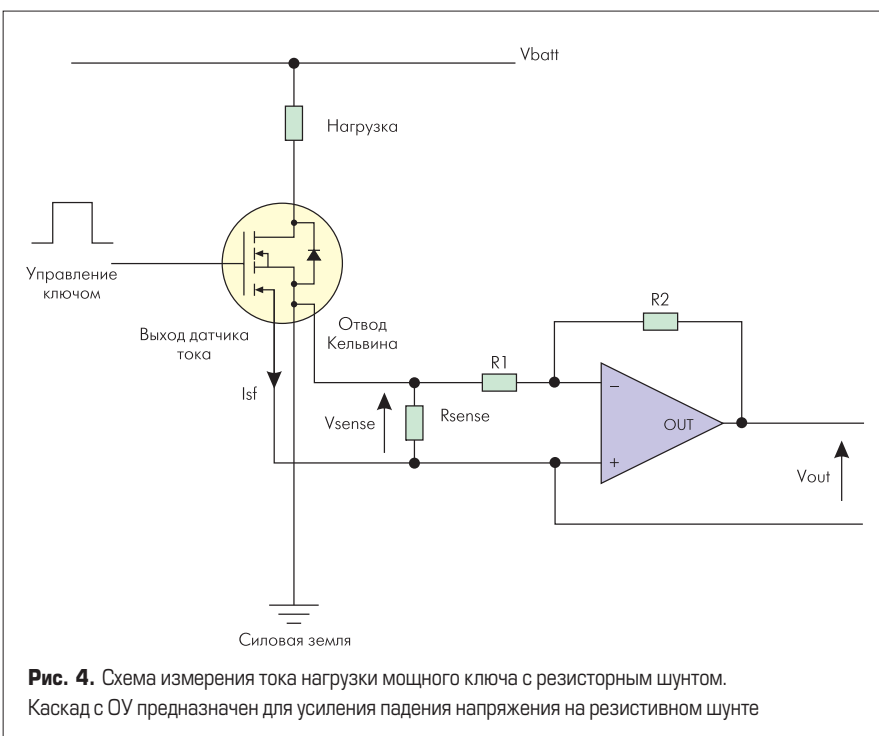 Vbatt
Нагрузка
Управление
ключом
Выход датчика
тока
Отвод
Кельвина
Isf
Vsense
Rsense
R1
R2
−
+
OUT
Vout
Силовая земля
Рис. 4. Схема измерения тока нагрузки мощного ключа с резисторным шунтом.
Каскад с ОУ предназначен для усиления падения напряжения на резистивном шунте